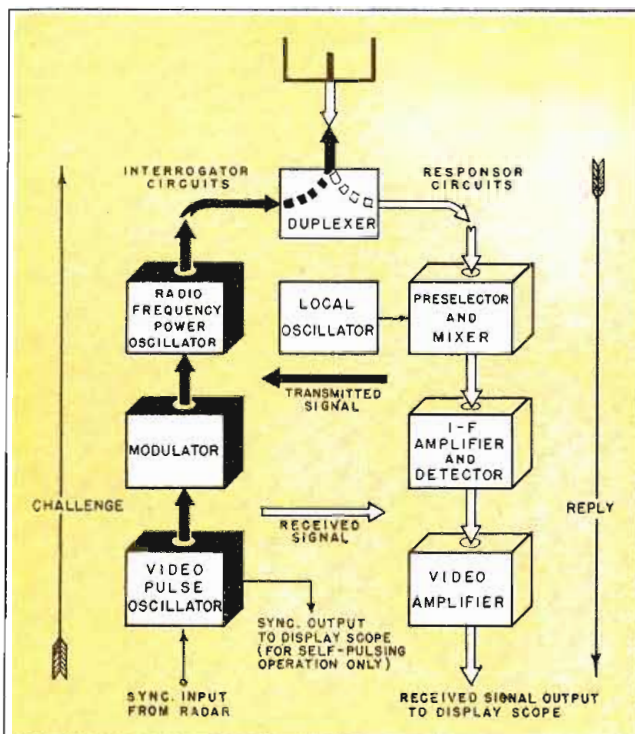 INTERROGATOR
CIRCUITS
RESPONSOR
CIRCUITS
DUPLEXER
RADIO
FREQUENCY
POWER
OSCILLATOR
LOCAL
OSCILLATOR
PRESELECTOR
AND
MIXER
TRANSMITTED
SIGNAL
MODULATOR
I-F
AMPLIFIER
AND
DETECTOR
CHALLENGE
RECEIVED
SIGNAL
REPLY
VIDEO
PULSE
OSCILLATOR
VIDEO
AMPLIFIER
SYNC. OUTPUT
TO DISPLAY SCOPE
(FOR SELF-PULSING
OPERATION ONLY)
SYNC. INPUT
FROM RADAR
RECEIVED SIGNAL OUTPUT
TO DISPLAY SCOPE